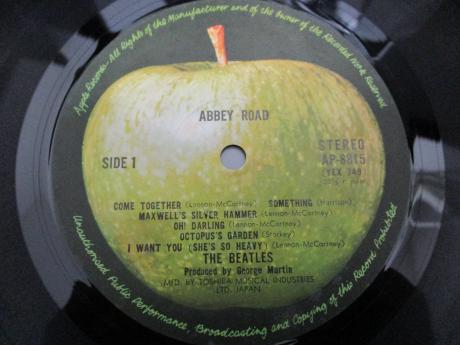 Apple Records - All Rights of the Manufacturer and of the Owner of the Recorded Work Reserved
ABBEY ROAD
SIDE 1
STEREO
AP-8815
(YEX 749)
COME TOGETHER (Lennon-McCartney) SOMETHING (Harrison)
MAXWELL'S SILVER HAMMER (Lennon-McCartney)
OH! DARLING (Lennon-McCartney)
OCTOPUS'S GARDEN (Starkey)
I WANT YOU (SHE'S SO HEAVY) (Lennon-McCartney)
THE BEATLES
Produced by George Martin
MFD. BY TOSHIBA MUSICAL INDUSTRIES
LTD. JAPAN
Unauthorised Public Performance, Broadcasting and Copying of this Record Prohibited